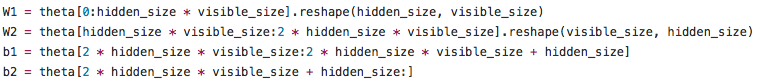 W1 = theta[0:hidden_size * visible_size].reshape(hidden_size, visible_size)
W2 = theta[hidden_size * visible_size:2 * hidden_size * visible_size].reshape(visible_size, hidden_size)
b1 = theta[2 * hidden_size * visible_size:2 * hidden_size * visible_size + hidden_size]
b2 = theta[2 * hidden_size * visible_size + hidden_size:]